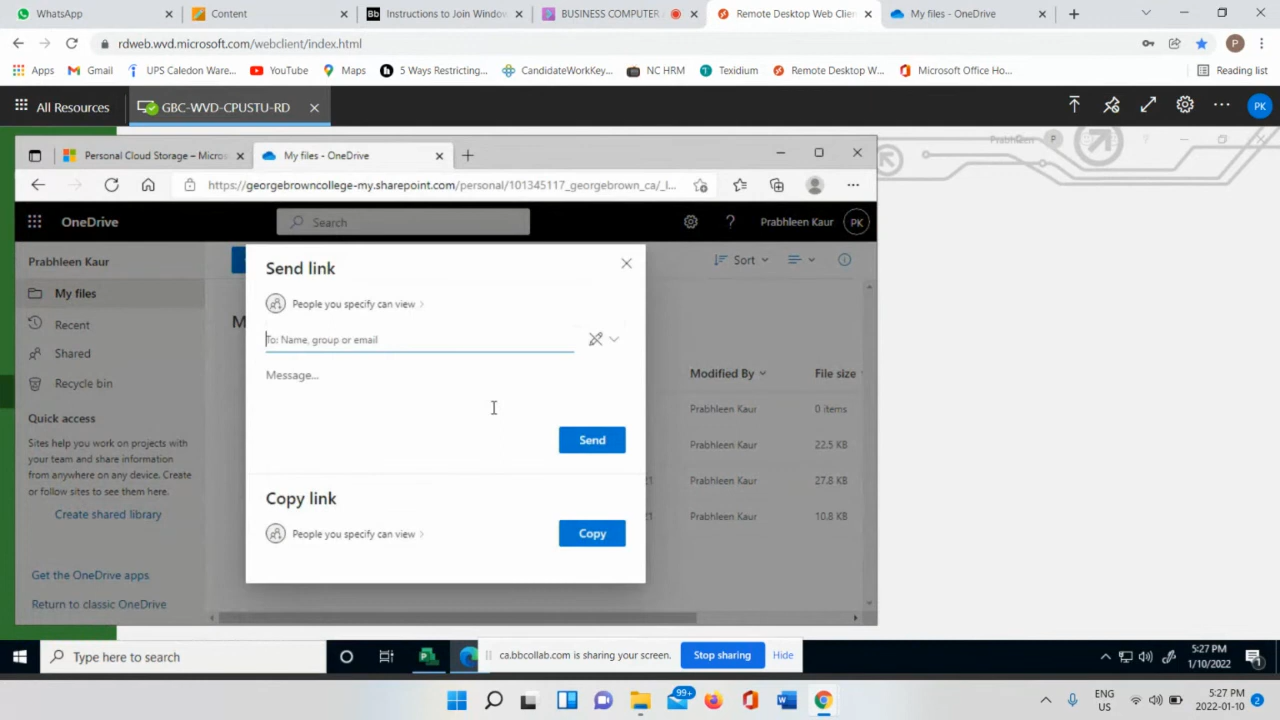 WhatsApp
Content
Instructions to Join Window
BUSINESS COMPUTER
Remote Desktop Web Clien
My files - OneDrive
rdweb.wvd.microsoft.com/webclient/index.html
P
Apps
Gmail
UPS Caledon Ware...
YouTube
Maps
5 Ways Restricting...
CandidateWorkKey...
NC HRM
Texidium
Remote Desktop W...
Microsoft Office Ho...
Reading list
All Resources
GBC-WVD-CPUSTU-RD
PK
Prabhleen P
Personal Cloud Storage – Micros
My files - OneDrive
https://georgebrowncollege-my.sharepoint.com/personal/101345117_georgebrown_ca/_l...
OneDrive
Search
Prabhleen Kaur PK
Prabhleen Kaur
My files
Recent
Shared
Recycle bin
Quick access
Sites help you work on projects with
your team and share information
from anywhere on any device. Create
or follow sites to see them here.
Create shared library
Get the OneDrive apps
Return to classic OneDrive
Send link
People you specify can view
To: Name, group or email
Message...
Send
Copy link
People you specify can view
Copy
Sort
Modified By
File size
Prabhleen Kaur
0 items
Prabhleen Kaur
22.5 KB
Prabhleen Kaur
27.8 KB
Prabhleen Kaur
10.8 KB
Type here to search
ca.bbcollab.com is sharing your screen.
Stop sharing
Hide
5:27 PM
1/10/2022
1
99+
ENG
US
5:27 PM
2022-01-10
2